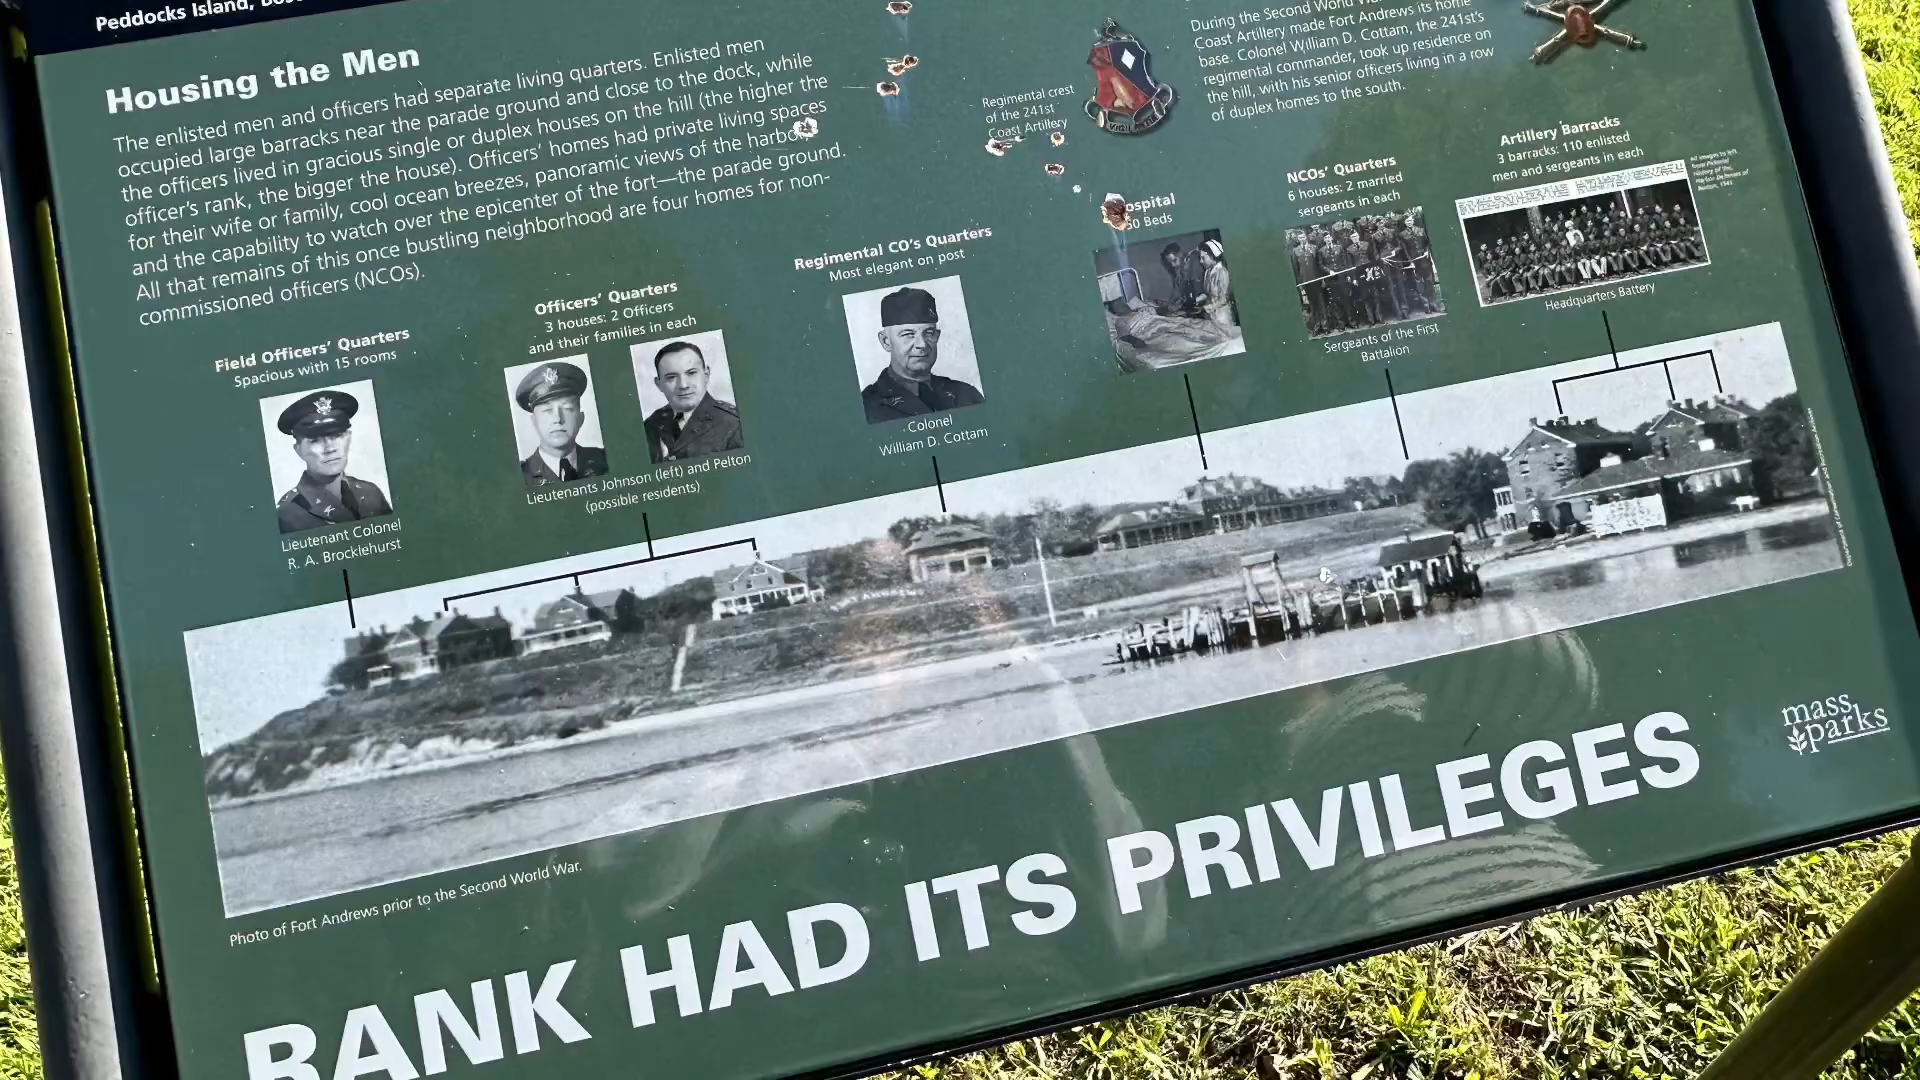 Peddocks Island,
Housing the Men
The enlisted men and officers had separate living quarters. Enlisted men
occupied large barracks near the parade ground and close to the dock, while
the officers lived in gracious single or duplex houses on the hill (the higher the
officer's rank, the bigger the house). Officers' homes had private living spaces
for their wife or family, cool ocean breezes, panoramic views of the harbor,
and the capability to watch over the epicenter of the fort—the parade ground.
All that remains of this once bustling neighborhood are four homes for non-
commissioned officers (NCOs).
Regimental crest
of the 241st
Coast Artillery
VIGILANTIA
During the Second World
Coast Artillery made Fort Andrews its home
base. Colonel William D. Cottam, the 241st's
regimental commander, took up residence on
the hill, with his senior officers living in a row
of duplex homes to the south.
Field Officers' Quarters
Spacious with 15 rooms
Lieutenant Colonel
R. A. Brocklehurst
Officers' Quarters
3 houses: 2 Officers
and their families in each
Lieutenants Johnson (left) and Pelton
(possible residents)
Regimental CO's Quarters
Most elegant on post
Colonel
William D. Cottam
ospital
0 Beds
NCOs' Quarters
6 houses: 2 married
sergeants in each
Sergeants of the First
Battalion
Artillery Barracks
3 barracks: 110 enlisted
men and sergeants in each
Headquarters Battery
FORT ANDREWS
Photo of Fort Andrews prior to the Second World War.
mass
parks
RANK HAD ITS PRIVILEGES